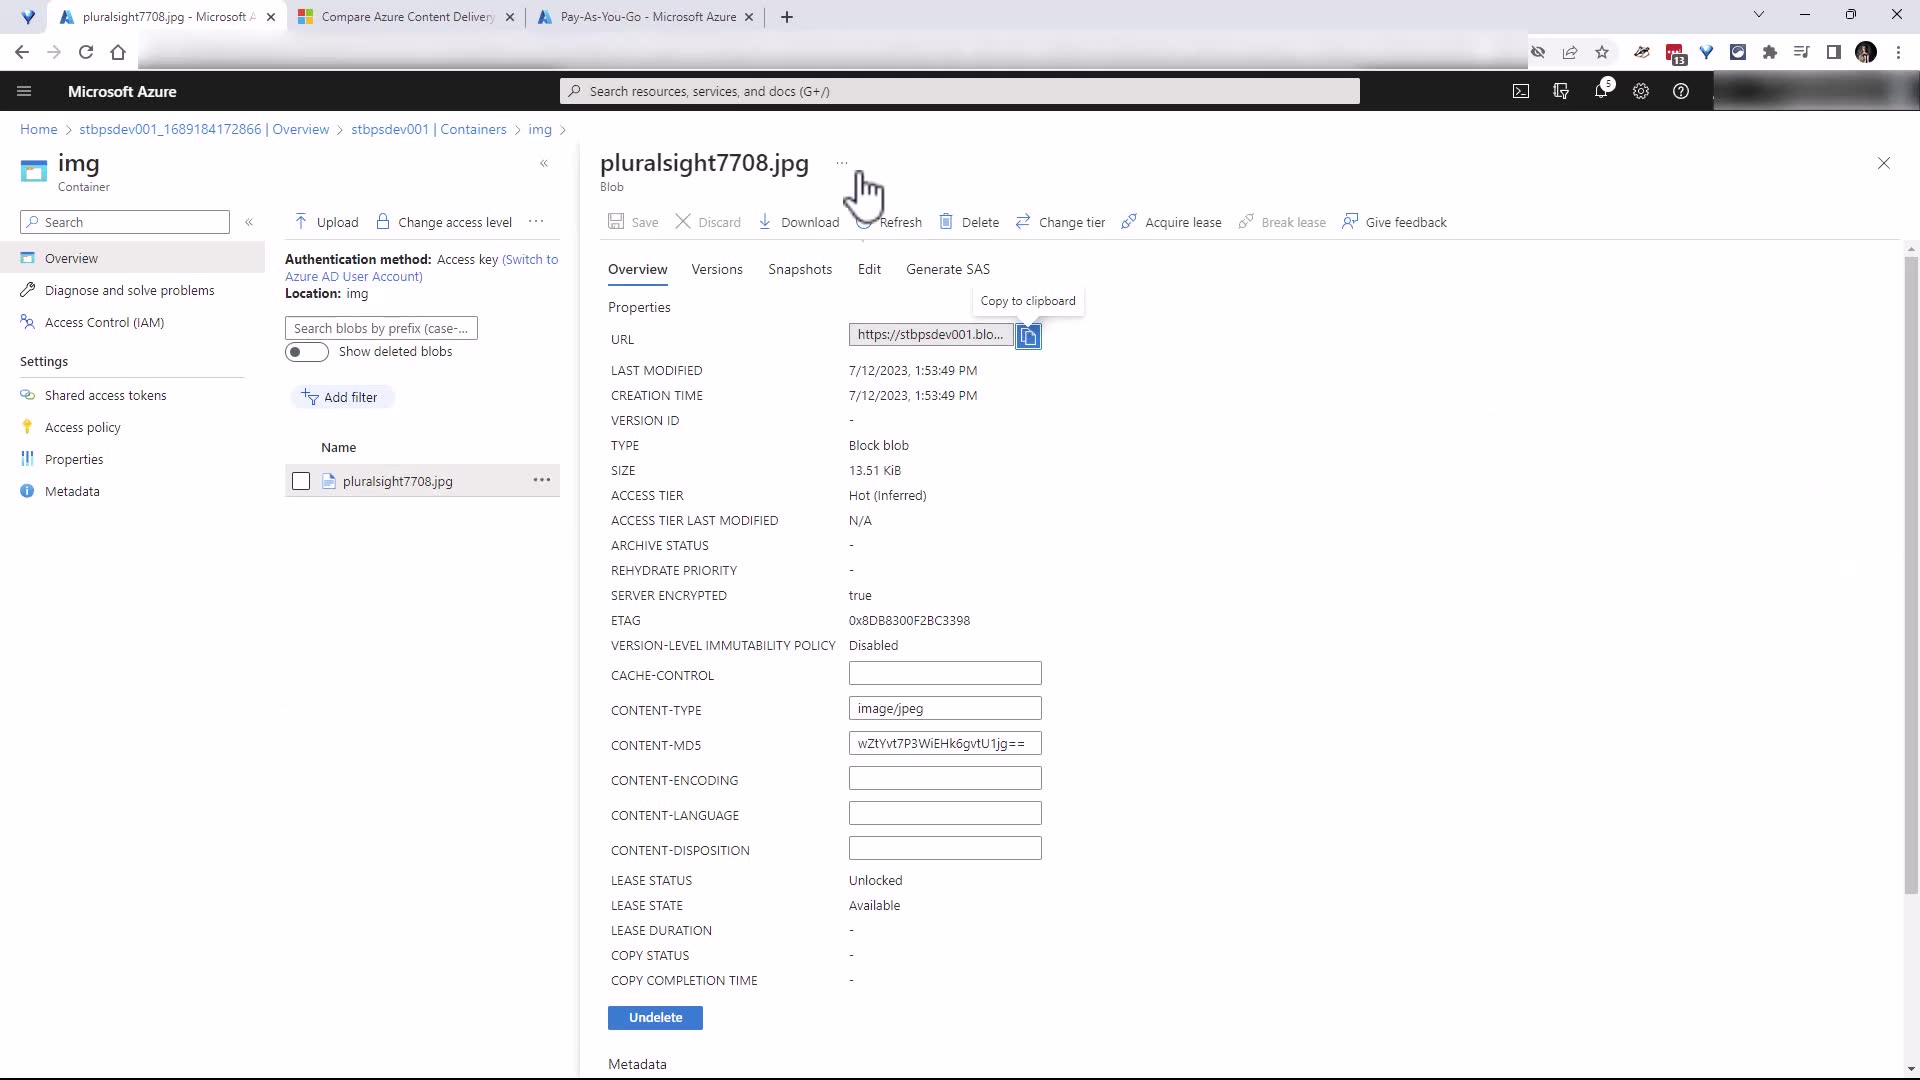 pluralsight7708.jpg - Microsoft A
Compare Azure Content Delivery
Pay-As-You-Go - Microsoft Azure
13
Microsoft Azure
Search resources, services, and docs (G+/)
5
Home
stbpsdev001_1689184172866 | Overview
stbpsdev001 | Containers
img
img
Container
Search
Overview
Diagnose and solve problems
Access Control (IAM)
Settings
Shared access tokens
Access policy
Properties
Metadata
Upload
Change access level
Authentication method: Access key (Switch to
Azure AD User Account)
Location: img
Search blobs by prefix (case-...
Show deleted blobs
Add filter
Name
pluralsight7708.jpg
pluralsight7708.jpg
Blob
Save
Discard
Download
Refresh
Delete
Change tier
Acquire lease
Break lease
Give feedback
Overview
Versions
Snapshots
Edit
Generate SAS
Copy to clipboard
Properties
URL https://stbpsdev001.blo...
LAST MODIFIED 7/12/2023, 1:53:49 PM
CREATION TIME 7/12/2023, 1:53:49 PM
VERSION ID -
TYPE Block blob
SIZE 13.51 KiB
ACCESS TIER Hot (Inferred)
ACCESS TIER LAST MODIFIED N/A
ARCHIVE STATUS -
REHYDRATE PRIORITY -
SERVER ENCRYPTED true
ETAG 0x8DB8300F2BC3398
VERSION-LEVEL IMMUTABILITY POLICY Disabled
CACHE-CONTROL
CONTENT-TYPE image/jpeg
CONTENT-MD5 wZtYvt7P3WiEHk6gvtU1jg==
CONTENT-ENCODING
CONTENT-LANGUAGE
CONTENT-DISPOSITION
LEASE STATUS Unlocked
LEASE STATE Available
LEASE DURATION -
COPY STATUS -
COPY COMPLETION TIME -
Undelete
Metadata